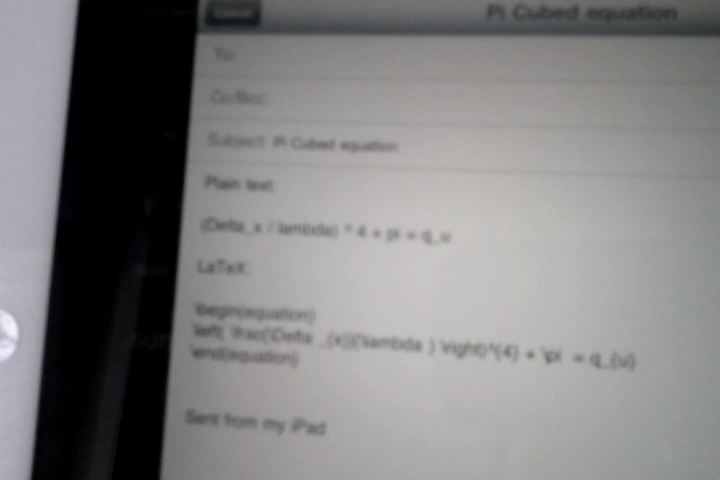 Pi Cubed equation
To:
Cc/Bcc:
Subject: Pi Cubed equation
Plain text:
(Delta_x / lambda) ^ 4 + pi = q_u
LaTeX:
\begin{equation}
\left( \frac{\Delta _{x}}{\lambda } \right)^{4} + \pi  = q_{u}
\end{equation}
Sent from my iPad